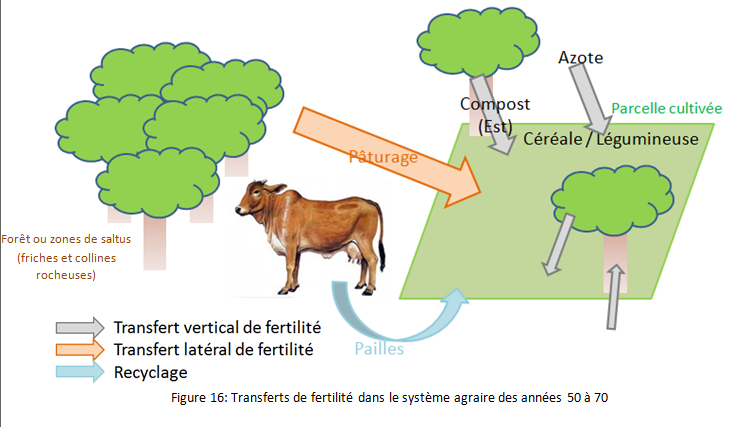 Azote
Compost
(Est)
Parcelle cultivée
Céréale / Légumineuse
Pâturage
Forêt ou zones de saltus
(friches et collines
rocheuses)
Pailles
Transfert vertical de fertilité
Transfert latéral de fertilité
Recyclage
Figure 16: Transferts de fertilité dans le système agraire des années 50 à 70